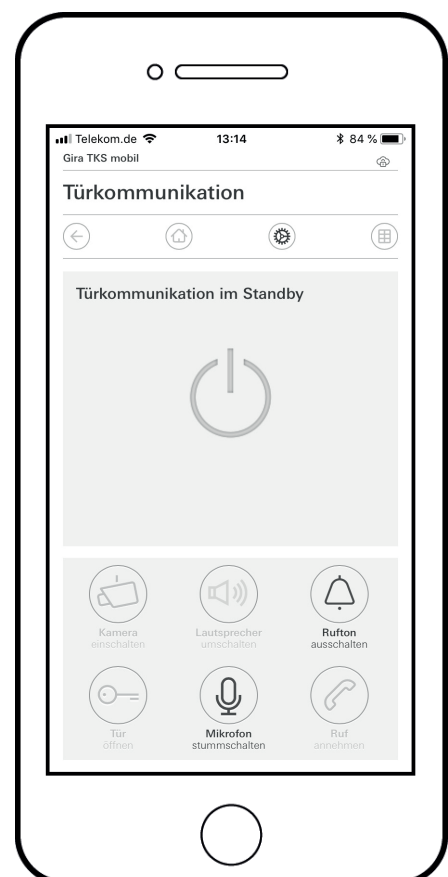 Telekom.de 13:14 84 %
Gira TKS mobil
Türkommunikation
Türkommunikation im Standby
Kamera Lautsprecher Rufton
einschalten umschalten ausschalten
Tür Mikrofon Ruf
öffnen stummschalten annehmen